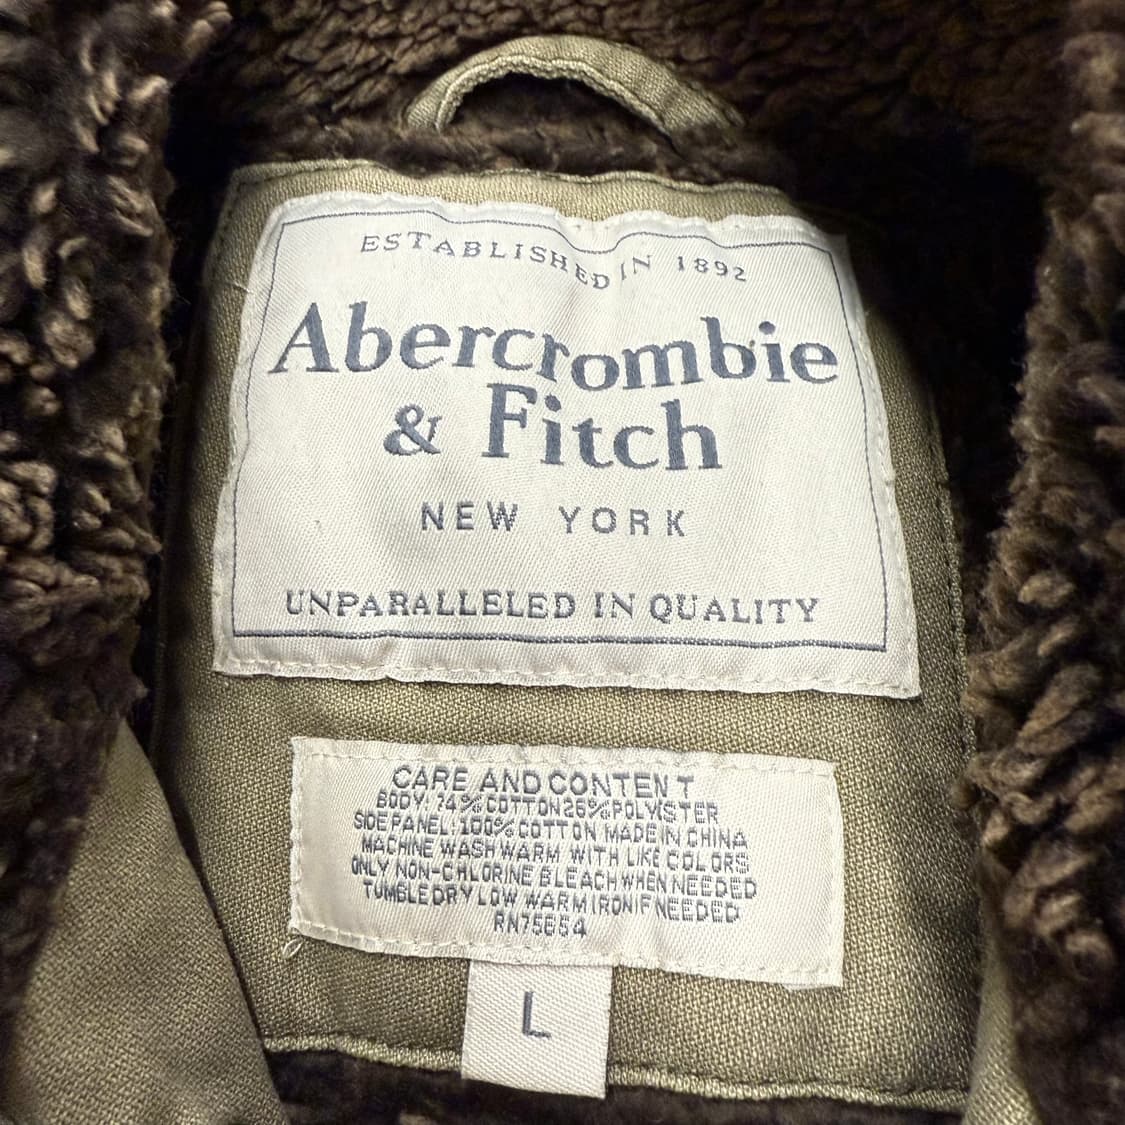 ESTABLISHED IN 1892
Abercrombie
& Fitch
NEW YORK
UNPARALLELED IN QUALITY
CARE AND CONTENT
BODY: 74% COTTON 26% POLYESTER
SIDE PANEL: 100% COTTON MADE IN CHINA
MACHINE WASH WARM WITH LIKE COLORS
ONLY NON-CHLORINE BLEACH WHEN NEEDED
TUMBLE DRY LOW WARM IRON IF NEEDED
RN75654
L